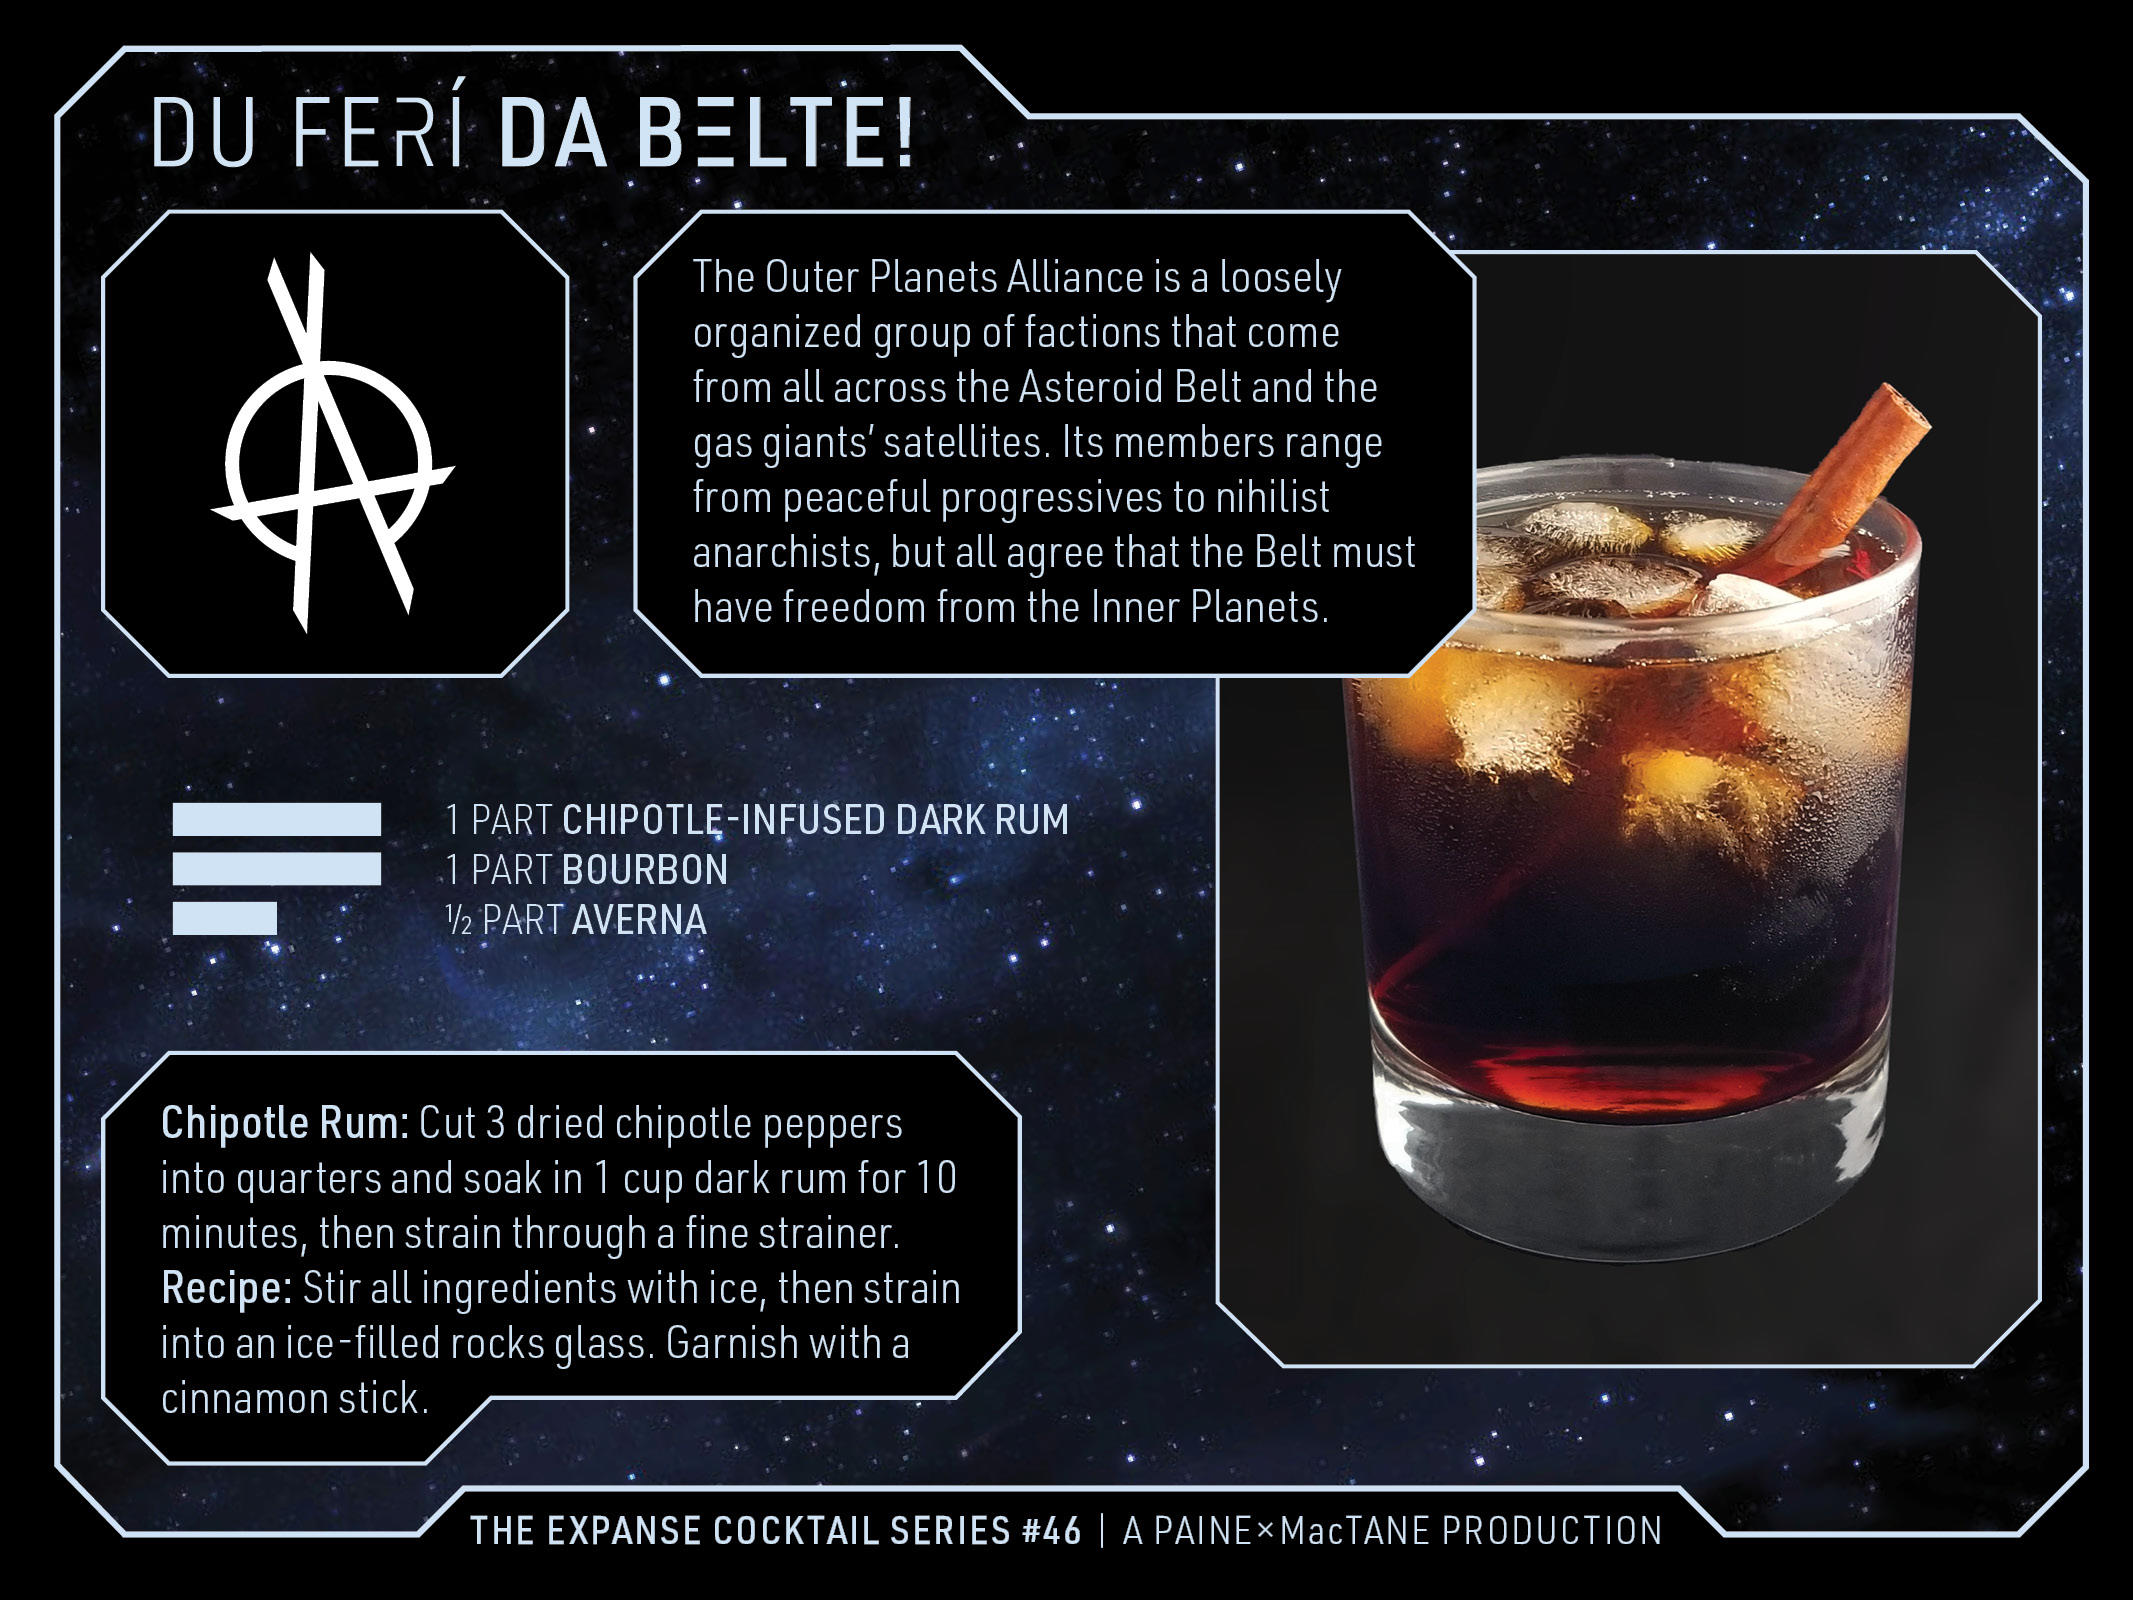 DU FERÍ DA BELTE!
The Outer Planets Alliance is a loosely
organized group of factions that come
from all across the Asteroid Belt and the
gas giants’ satellites. Its members range
from peaceful progressives to nihilist
anarchists, but all agree that the Belt must
have freedom from the Inner Planets.
1 PART CHIPOTLE-INFUSED DARK RUM
1 PART BOURBON
½ PART AVERNA
Chipotle Rum: Cut 3 dried chipotle peppers
into quarters and soak in 1 cup dark rum for 10
minutes, then strain through a fine strainer.
Recipe: Stir all ingredients with ice, then strain
into an ice-filled rocks glass. Garnish with a
cinnamon stick.
THE EXPANSE COCKTAIL SERIES #46 | A PAINE×MacTANE PRODUCTION